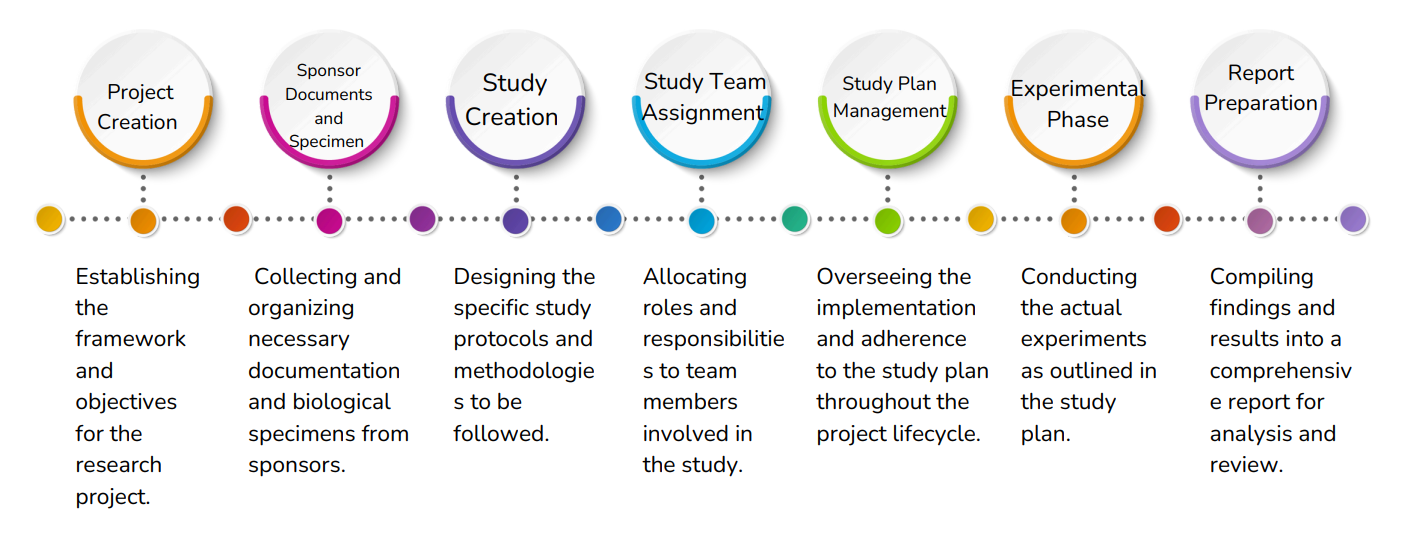 Project
Creation
Sponsor
Documents
and
Specimen
Study
Creation
Study Team
Assignment
Study Plan
Management
Experimental
Phase
Report
Preparation
Establishing
the
framework
and
objectives
for the
research
project.
Collecting and
organizing
necessary
documentation
and biological
specimens from
sponsors.
Designing the
specific study
protocols and
methodologie
s to be
followed.
Allocating
roles and
responsibilitie
s to team
members
involved in
the study.
Overseeing the
implementation
and adherence
to the study plan
throughout the
project lifecycle.
Conducting
the actual
experiments
as outlined in
the study
plan.
Compiling
findings and
results into a
comprehensiv
e report for
analysis and
review.